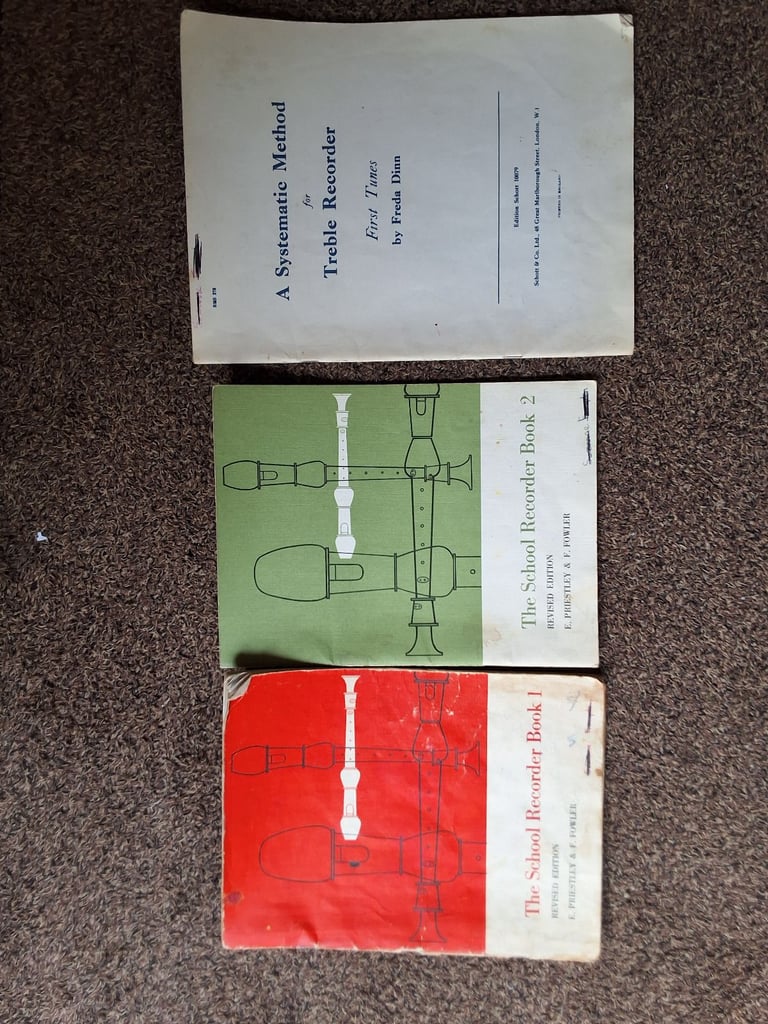 A Systematic Method
for
Treble Recorder
First Tunes
by Freda Dinn
Edition Schott 10079
Schott & Co. Ltd., 48 Great Marlborough Street, London, W.1
The School Recorder Book 2
REVISED EDITION
E. PRIESTLEY & F. FOWLER
The School Recorder Book 1
REVISED EDITION
E. PRIESTLEY & F. FOWLER